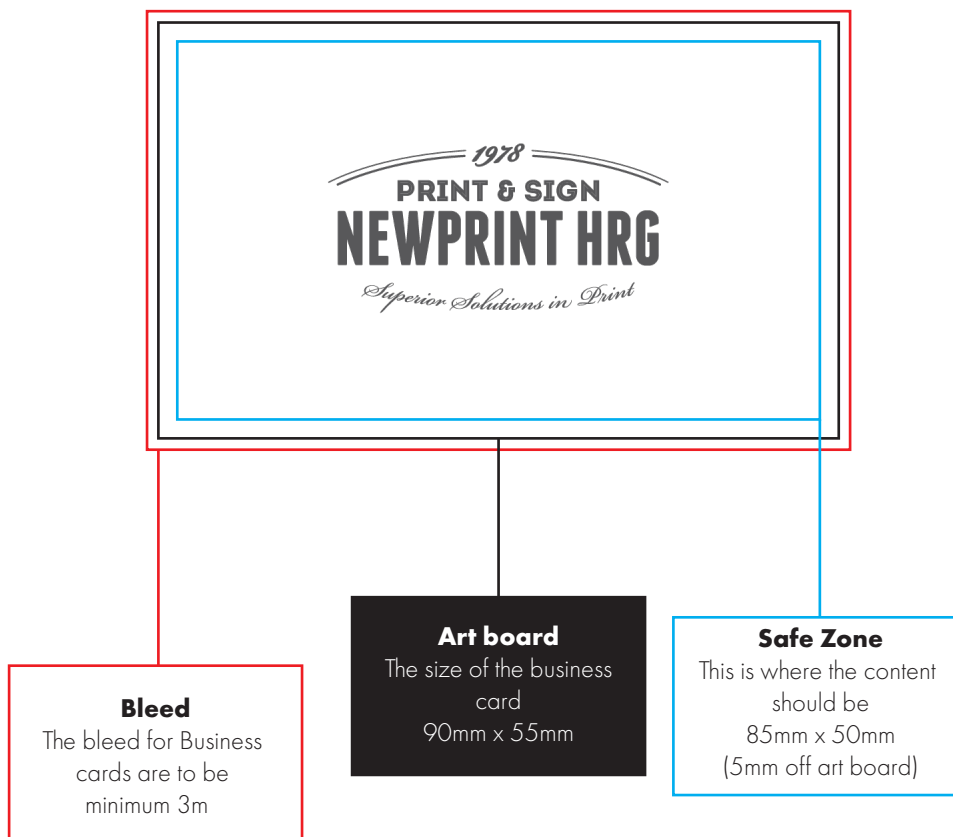 1978
PRINT & SIGN
NEWPRINT HRG
Superior Solutions in Print
Bleed
The bleed for Business
cards are to be
minimum 3m
Art board
The size of the business
card
90mm x 55mm
Safe Zone
This is where the content
should be
85mm x 50mm
(5mm off art board)